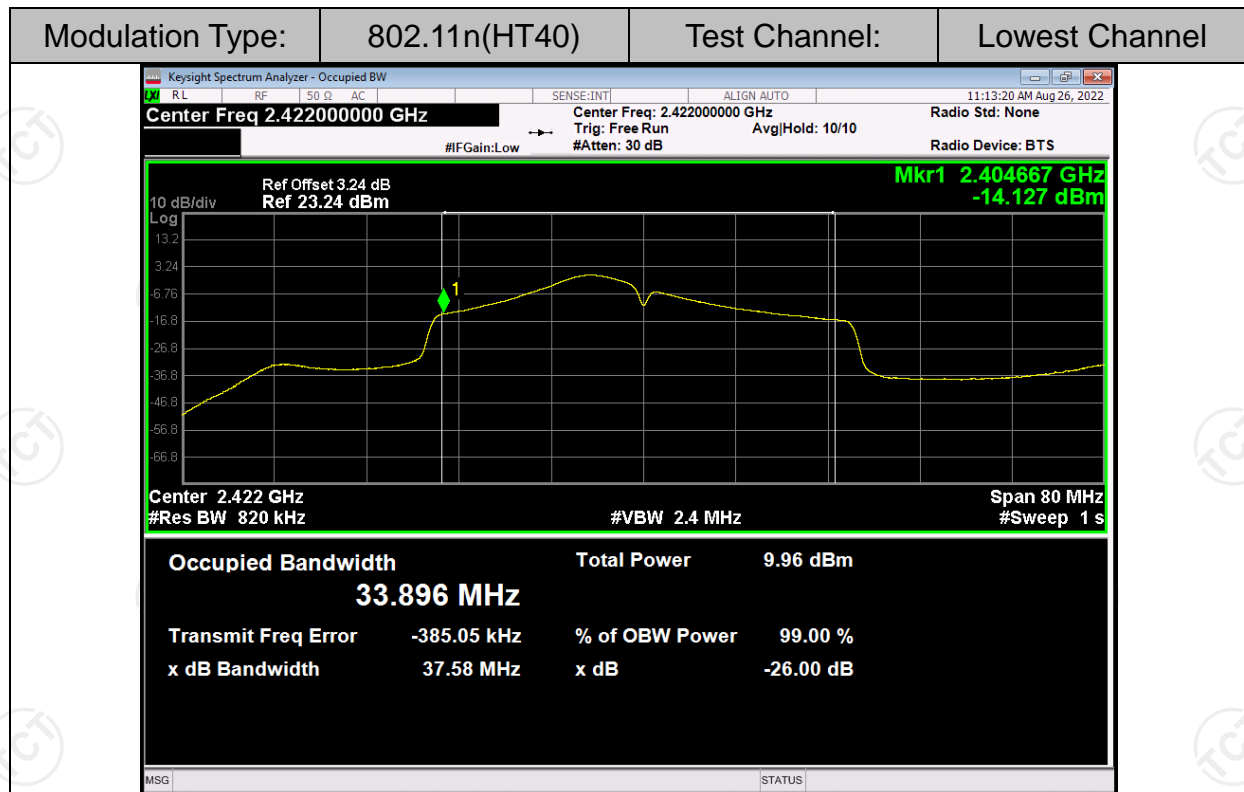 Modulation Type: 802.11n(HT40) Test Channel: Lowest Channel
Keysight Spectrum Analyzer - Occupied BW
LXI RL RF 50 Ω AC SENSE:INT ALIGN AUTO 11:13:20 AM Aug 26, 2022
Center Freq 2.422000000 GHz Center Freq: 2.422000000 GHz Radio Std: None
Trig: Free Run Avg|Hold: 10/10
#IFGain:Low #Atten: 30 dB Radio Device: BTS
Mkr1 2.404667 GHz
-14.127 dBm
Ref Offset 3.24 dB
10 dB/div Ref 23.24 dBm
Log
13.2
3.24
1
-6.76
-16.8
-26.8
-36.8
-46.8
-56.8
-66.8
Center 2.422 GHz Span 80 MHz
#Res BW 820 kHz #VBW 2.4 MHz #Sweep 1 s
Occupied Bandwidth Total Power 9.96 dBm
33.896 MHz
Transmit Freq Error -385.05 kHz % of OBW Power 99.00 %
x dB Bandwidth 37.58 MHz x dB -26.00 dB
MSG STATUS
TCT
TCT
TCT
TCT
TCT
TCT